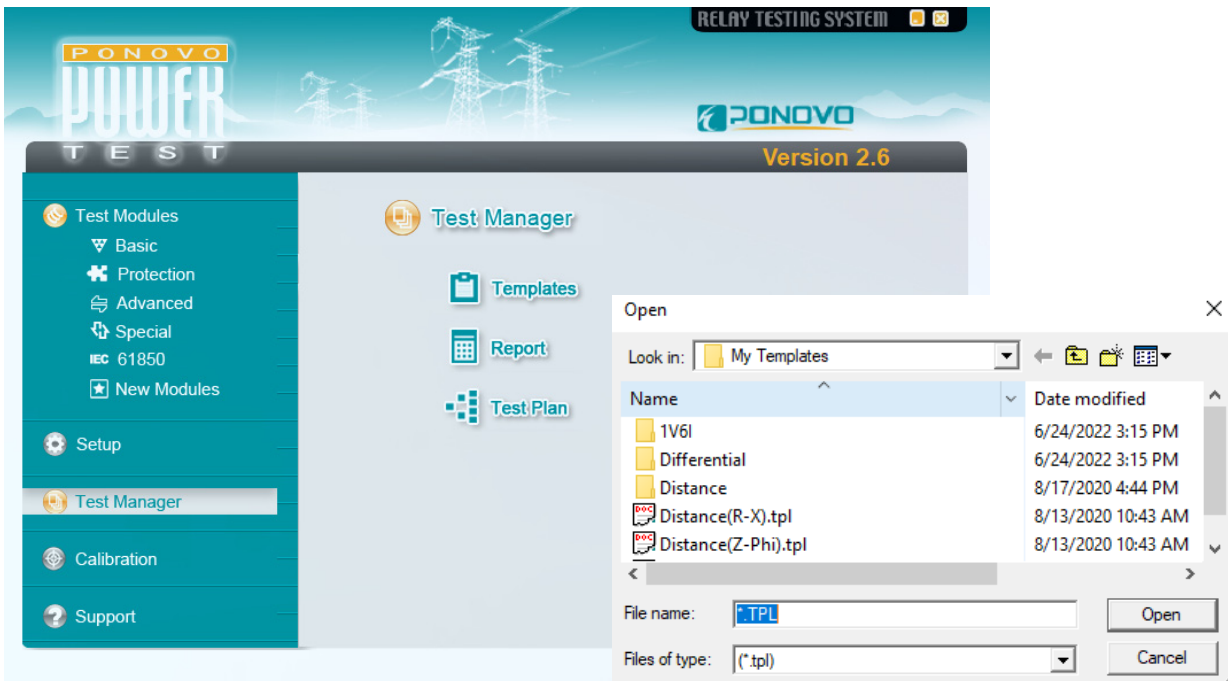 RELAY TESTING SYSTEM
PONOVO
POWER
TEST
PONOVO
Version 2.6
Test Modules
Basic
Protection
Advanced
Special
IEC 61850
New Modules
Setup
Test Manager
Calibration
Support
Test Manager
Templates
Report
Test Plan
Open
Look in: My Templates
Name Date modified
1V6I 6/24/2022 3:15 PM
Differential 6/24/2022 3:15 PM
Distance 8/17/2020 4:44 PM
DOC Distance(R-X).tpl 8/13/2020 10:43 AM
DOC Distance(Z-Phi).tpl 8/13/2020 10:43 AM
File name: *.TPL Open
Files of type: (*.tpl) Cancel